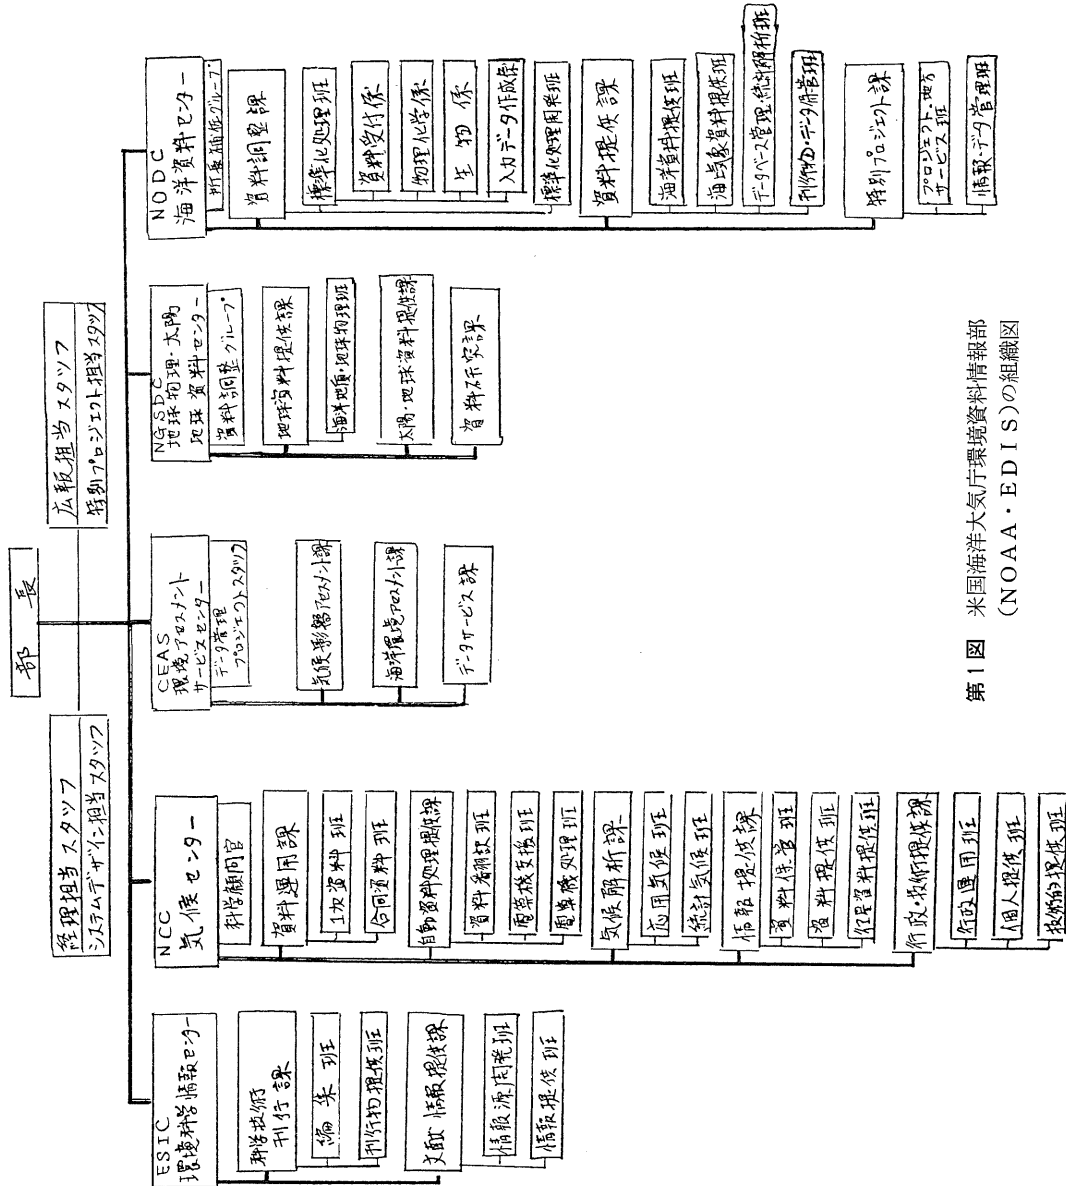 部長
経理担当スタッフ
システムデザイン担当スタッフ
広報担当スタッフ
特別プロジェクト担当スタッフ
ESIC
環境科学情報センター
科学技術
刊行課
編集班
刊行物提供班
文献情報提供課
情報源開発班
情報提供班
NCC
気候センター
科学顧問官
資料運用課
1次資料班
合同資料班
自動資料処理提供課
資料翻訳班
電算機支援班
電算機処理班
気候解析課
応用気候班
統計気候班
情報提供課
資料保管班
資料提供班
衛星資料提供班
行政・技術提供課
行政運用班
個人提供班
技術的提供班
CEAS
環境アセスメント
サービスセンター
データ管理
プロジェクトスタッフ
気候影響アセスメント課
海洋環境アセスメント課
データサービス課
NGSDC
地球物理・太陽
地球資料センター
資料調整グループ
地球資料提供課
海洋地質・地球物理班
太陽・地球資料提供課
資料研究課
NODC
海洋資料センター
所長補佐グループ
資料調整課
標準化処理班
資料受付係
物理化学係
生物係
入力データ作成係
標準化処理開発班
資料提供課
海洋資料提供班
海上気象資料提供班
データベース管理・統計解析班
刊行物・データ保管班
特別プロジェクト課
プロジェクト・地方
サービス班
情報・データ管理班
第1図 米国海洋大気庁環境資料情報部
(NOAA・EDIS)の組織図